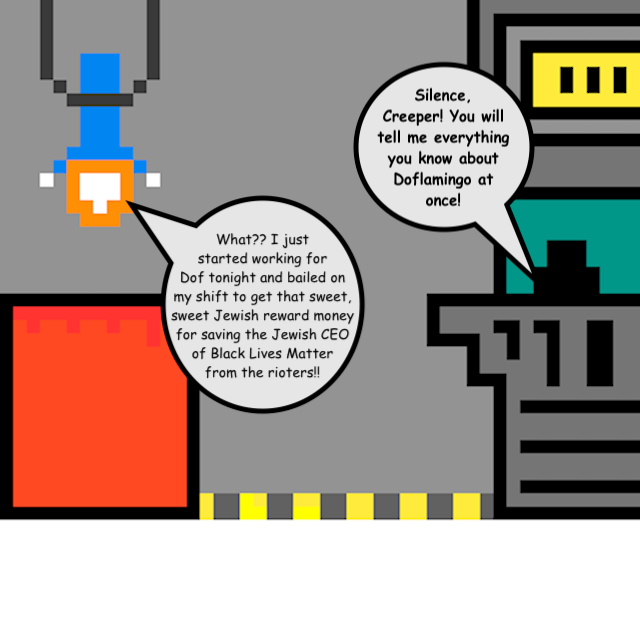 Silence,
Creeper! You will
tell me everything
you know about
Doflamingo at
once!
What?? I just
started working for
Dof tonight and bailed on
my shift to get that sweet,
sweet Jewish reward money
for saving the Jewish CEO
of Black Lives Matter
from the rioters!!